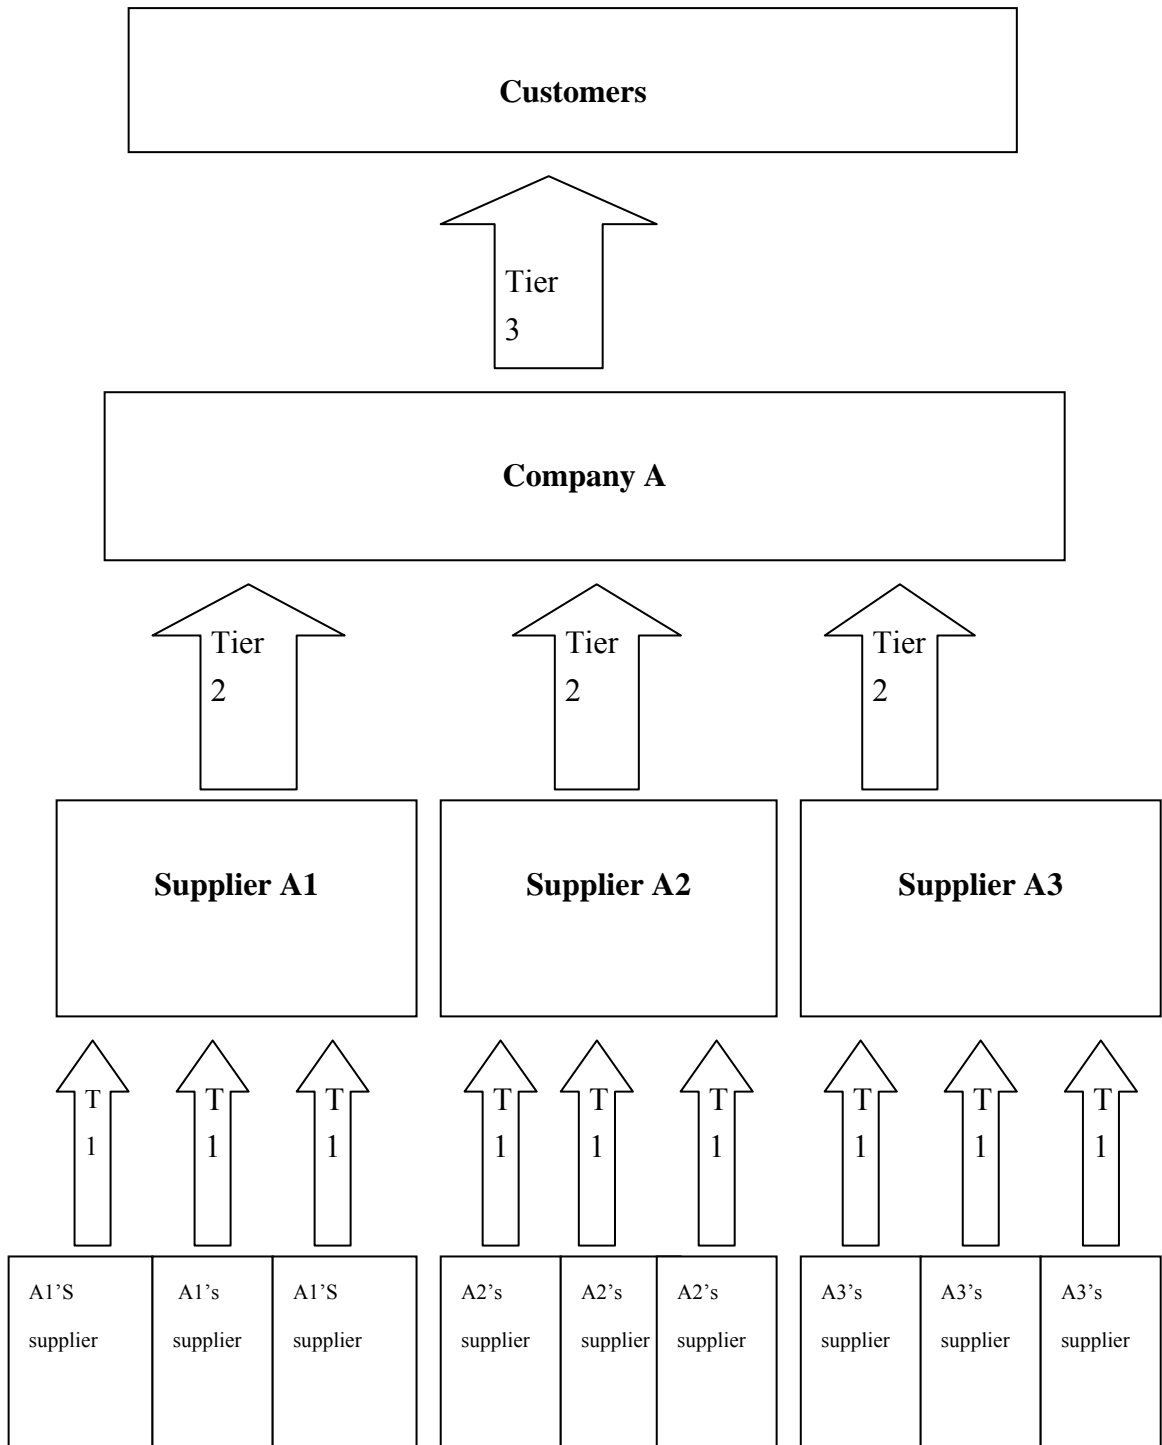 Customers
Tier
3
Company A
Tier
2
Tier
2
Tier
2
Supplier A1
Supplier A2
Supplier A3
T
1
T
1
T
1
T
1
T
1
T
1
T
1
T
1
T
1
A1’S
supplier
A1’s
supplier
A1’S
supplier
A2’s
supplier
A2’s
supplier
A2’s
supplier
A3’s
supplier
A3’s
supplier
A3’s
supplier